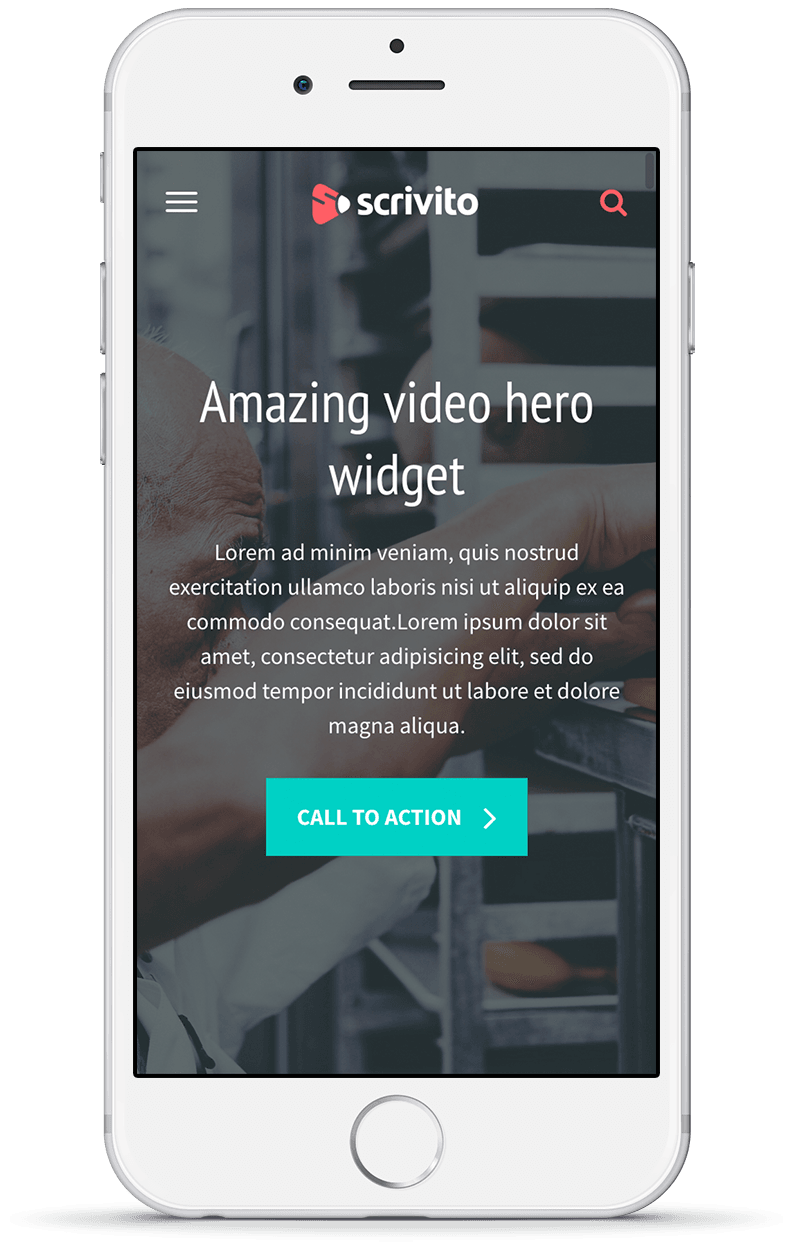 scrivito
Amazing video hero
widget
Lorem ad minim veniam, quis nostrud
exercitation ullamco laboris nisi ut aliquip ex ea
commodo consequat.Lorem ipsum dolor sit
amet, consectetur adipisicing elit, sed do
eiusmod tempor incididunt ut labore et dolore
magna aliqua.
CALL TO ACTION